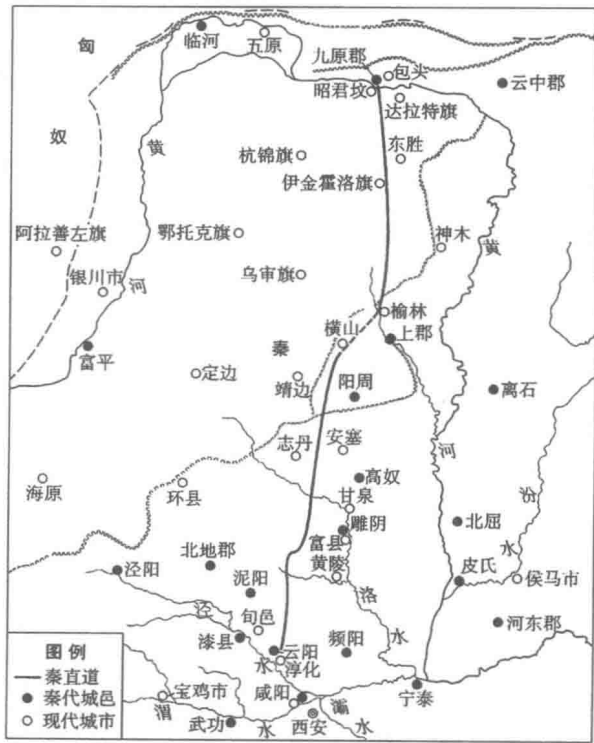 匈
临河
五原
九原郡
包头
昭君坟
云中郡
达拉特旗
奴
黄
杭锦旗
东胜
伊金霍洛旗
阿拉善左旗
鄂托克旗
神木
黄
银川市
河
乌审旗
榆林
横山
上郡
富平
秦
定边
靖边
阳周
离石
志丹
安塞
河
汾
海原
环县
高奴
甘泉
雕阴
北屈
富县
水
北地郡
泾阳
泥阳
黄陵
洛
皮氏
侯马市
泾
旬邑
水
河东郡
漆县
水
云阳
淳化
频阳
图例
秦直道
秦代城邑
现代城市
宝鸡市
渭
咸阳
灞
宁泰
武功
水
西安
水